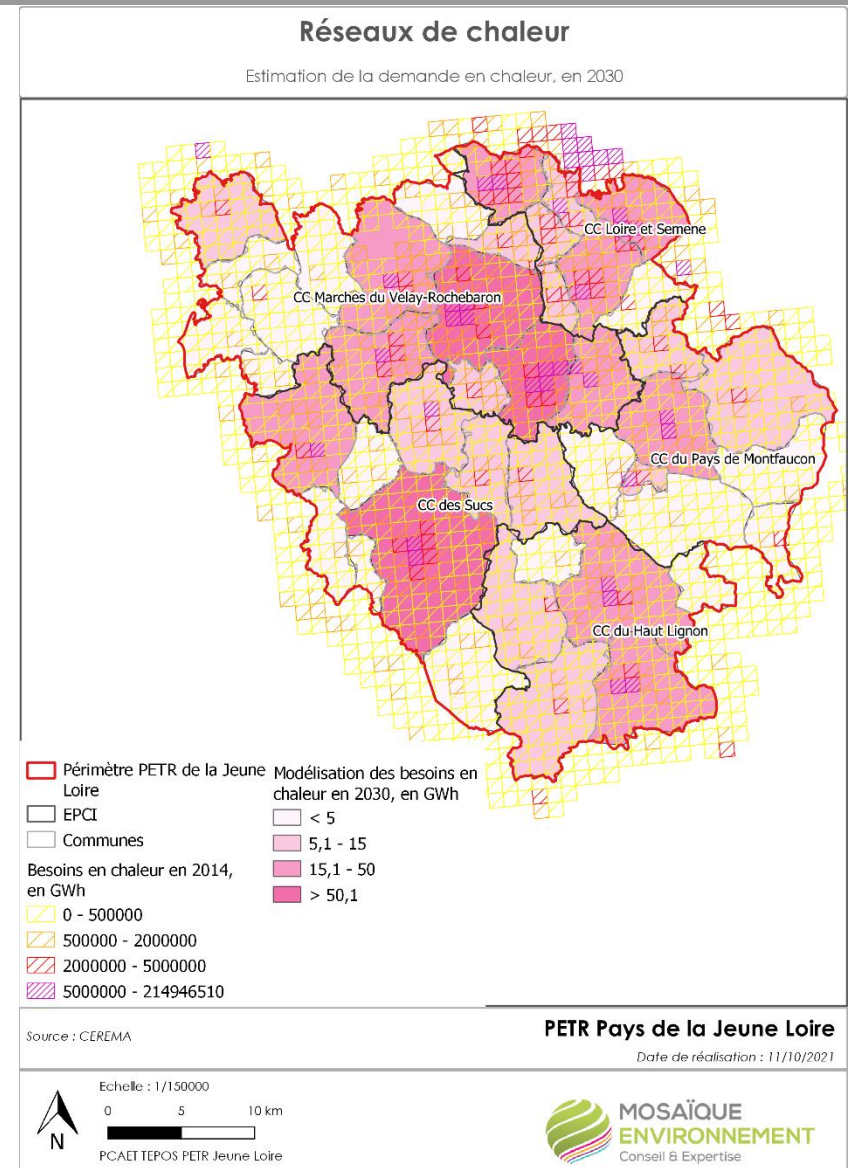 Réseaux de chaleur
Estimation de la demande en chaleur, en 2030
CC Loire et Semene
CC Marches du Velay-Rochebaron
CC du Pays de Montfaucon
CC des Sucs
CC du Haut Lignon
Périmètre PETR de la Jeune
Loire
EPCI
Communes
Besoins en chaleur en 2014,
en GWh
0 - 500000
500000 - 2000000
2000000 - 5000000
5000000 - 214946510
Modélisation des besoins en
chaleur en 2030, en GWh
< 5
5,1 - 15
15,1 - 50
> 50,1
Source : CEREMA
PETR Pays de la Jeune Loire
Date de réalisation : 11/10/2021
Echelle : 1/150000
0 5 10 km
N
PCAET TEPOS PETR Jeune Loire
MOSAÏQUE
ENVIRONNEMENT
Conseil & Expertise